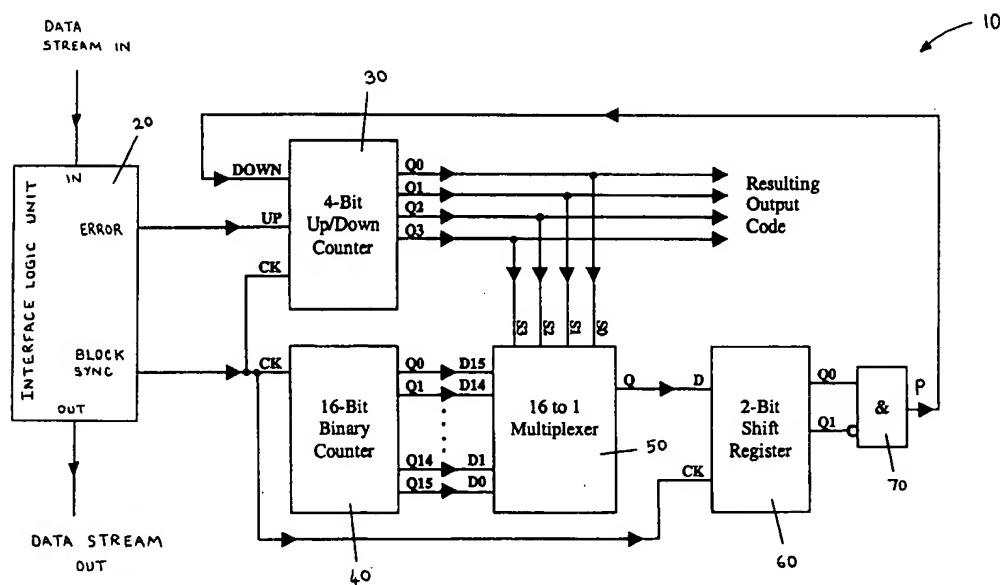 10
DATA
STREAM IN
20
IN
ERROR
INTERFACE LOGIC UNIT
BLOCK
SYNC
OUT
DATA STREAM
OUT
30
DOWN
UP
CK
4-Bit
Up/Down
Counter
Q0
Q1
Q2
Q3
Resulting
Output
Code
S3
S2
S1
S0
CK
16-Bit
Binary
Counter
Q0
Q1
Q14
Q15
40
D15
D14
D1
D0
16 to 1
Multiplexer
50
Q
D
CK
2-Bit
Shift
Register
60
Q0
Q1
&
70
P